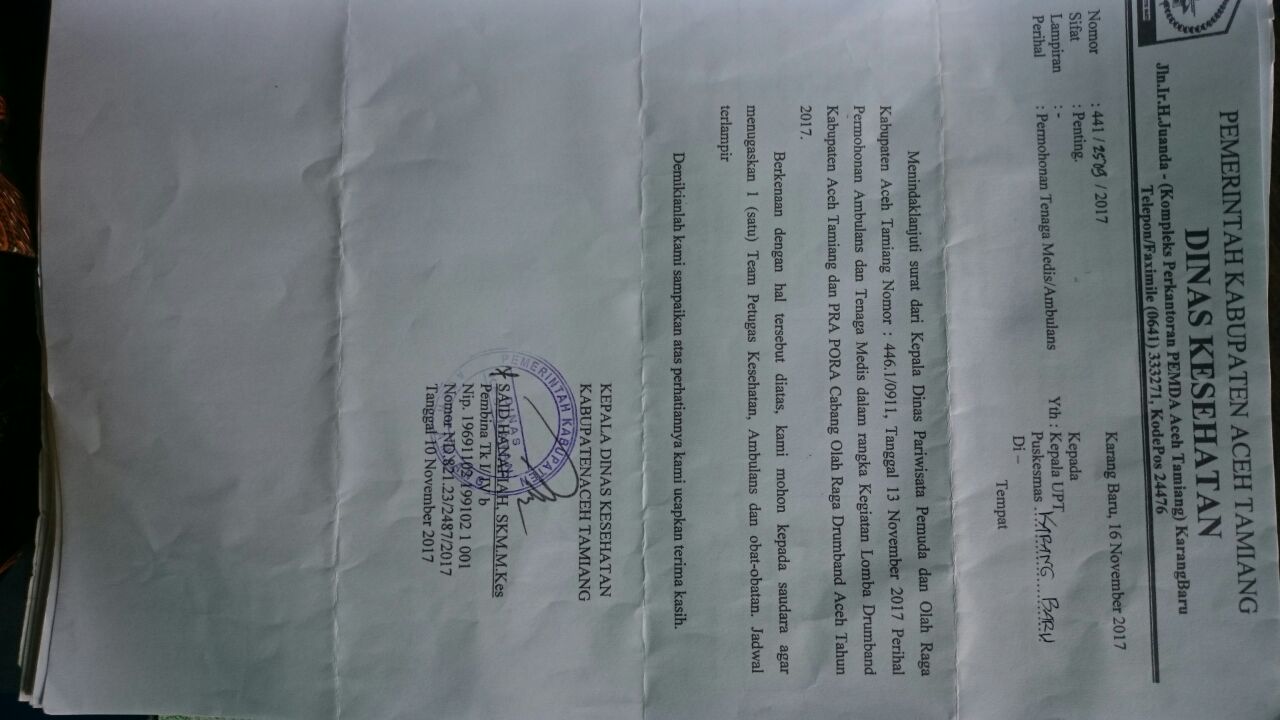 PEMERINTAH KABUPATEN ACEH TAMIANG
DINAS KESEHATAN
Jln.Ir.H.Juanda - (Kompleks Perkantoran PEMDA Aceh Tamiang) KarangBaru
Telepon/Faximile (0641) 333271, KodePos 24476
Karang Baru, 16 November 2017
Nomor : 441 / 2509 / 2017
Sifat : Penting.
Lampiran : -
Perihal : Permohonan Tenaga Medis/Ambulans
Kepada
Yth : Kepala UPT
Puskesmas KARANG BARU
Di –
Tempat
Menindaklanjuti surat dari Kepala Dinas Pariwisata Pemuda dan Olah Raga
Kabupaten Aceh Tamiang Nomor : 446.1/0911, Tanggal 13 November 2017 Perihal
Permohonan Ambulans dan Tenaga Medis dalam rangka Kegiatan Lomba Drumband
Kabupaten Aceh Tamiang dan PRA PORA Cabang Olah Raga Drumband Aceh Tahun
2017.
Berkenaan dengan hal tersebut diatas, kami mohon kepada saudara agar
menugaskan 1 (satu) Team Petugas Kesehatan, Ambulans dan obat-obatan. Jadwal
terlampir
Demikianlah kami sampaikan atas perhatiannya kami ucapkan terima kasih.
KEPALA DINAS KESEHATAN
KABUPATENACEH TAMIANG
PEMERINTAH KABUPATEN
DINAS
SAID HANAFIAH, SKM.M.Kes
Pembina Tk I/ IV b
Nip. 19691102 199102 1 001
Nomor ND.821.23/2487/2017
Tanggal 10 November 2017